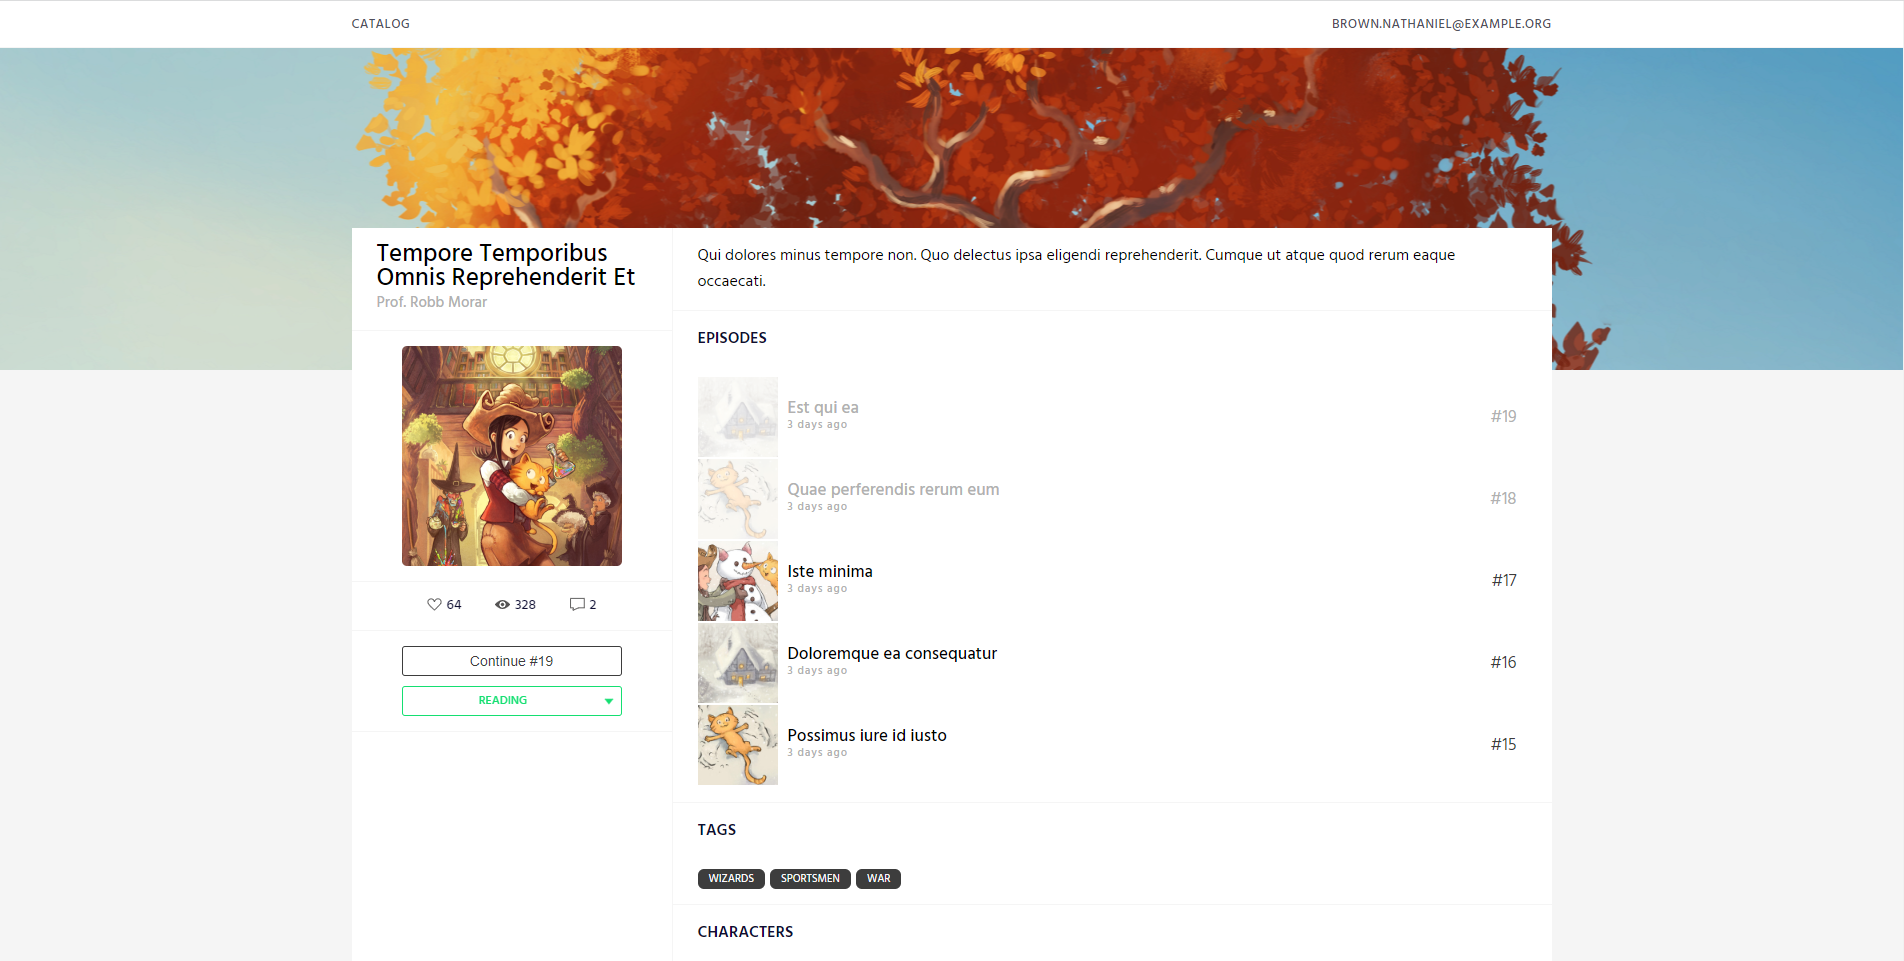 CATALOG
BROWN.NATHANIEL@EXAMPLE.ORG
Tempore Temporibus
Omnis Reprehenderit Et
Prof. Robb Morar
64
328
2
Continue #19
READING
Qui dolores minus tempore non. Quo delectus ipsa eligendi reprehenderit. Cumque ut atque quod rerum eaque
occaecati.
EPISODES
Est qui ea
3 days ago
#19
Quae perferendis rerum eum
3 days ago
#18
Iste minima
3 days ago
#17
Doloremque ea consequatur
3 days ago
#16
Possimus iure id iusto
3 days ago
#15
TAGS
WIZARDS SPORTSMEN WAR
CHARACTERS